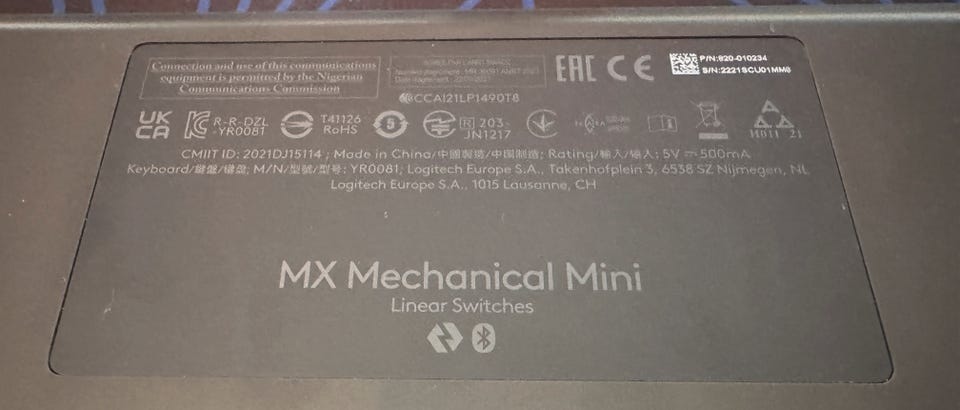 Connection and use of this communications
equipment is permitted by the Nigerian
Communications Commission
EAC CE
P/N:820-010234
S/N:2221SCU01MM8
CCAI21LP1490T8
UK CA
R-R-DZL
-YR0081
T41126
RoHS
5
R 203-
JN1217
M811 21
CMIIT ID: 2021DJ15114 ; Made in China/中國製造/中国制造; Rating/輸入/输入: 5V ⎓ 500mA
Keyboard/鍵盤/键盘; M/N/型號/型号: YR0081; Logitech Europe S.A., Takenhofplein 3, 6538 SZ Nijmegen, NL
Logitech Europe S.A., 1015 Lausanne, CH
MX Mechanical Mini
Linear Switches